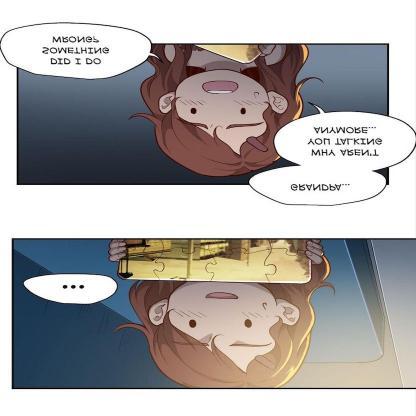 ...
GRANDPA...
WHY AREN'T
YOU TALKING
ANYMORE...
DID I DO
SOMETHING
WRONG?